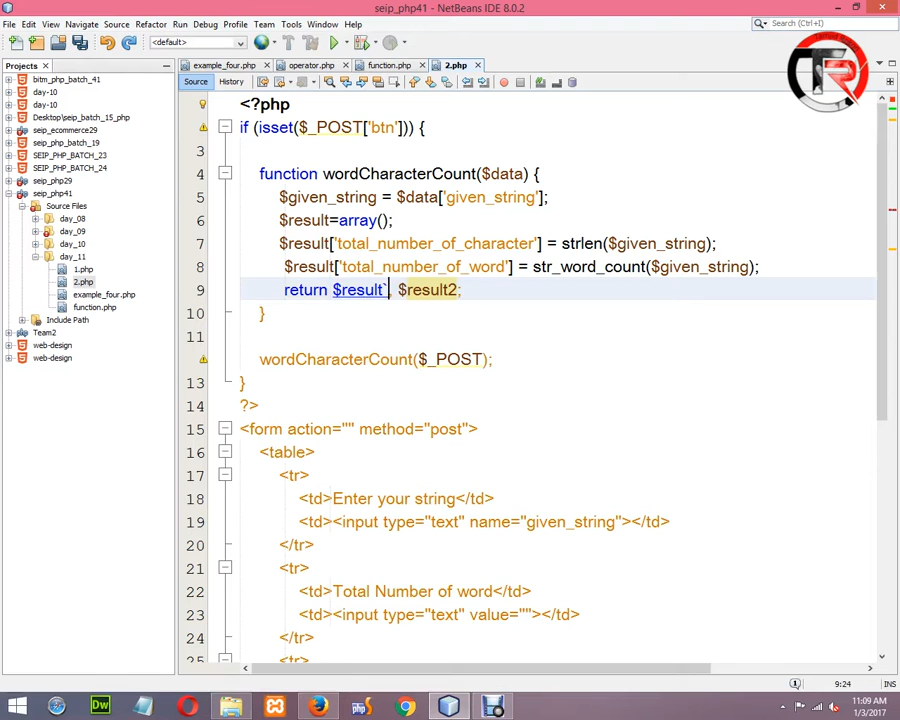 seip_php41 - NetBeans IDE 8.0.2
File Edit View Navigate Source Refactor Run Debug Profile Team Tools Window Help
Search (Ctrl+I)
<default>
Projects
example_four.php operator.php function.php 2.php
Source History
bitm_php_batch_41
day-10
day-10
Desktop\seip_batch_15_php
seip_ecommerce29
seip_php_batch_19
SEIP_PHP_BATCH_23
SEIP_PHP_BATCH_24
seip_php29
seip_php41
Source Files
day_08
day_09
day_10
day_11
1.php
2.php
example_four.php
function.php
Include Path
Team2
web-design
web-design
<?php
if (isset($_POST['btn'])) {
3
4 function wordCharacterCount($data) {
5 $given_string = $data['given_string'];
6 $result=array();
7 $result['total_number_of_character'] = strlen($given_string);
8 $result['total_number_of_word'] = str_word_count($given_string);
9 return $result`, $result2;
10 }
11
wordCharacterCount($_POST);
13 }
14 ?>
15 <form action="" method="post">
16 <table>
17 <tr>
18 <td>Enter your string</td>
19 <td><input type="text" name="given_string"></td>
20 </tr>
21 <tr>
22 <td>Total Number of word</td>
23 <td><input type="text" value=""></td>
24 </tr>
25 <tr>
9:24 INS
11:09 AM
1/3/2017